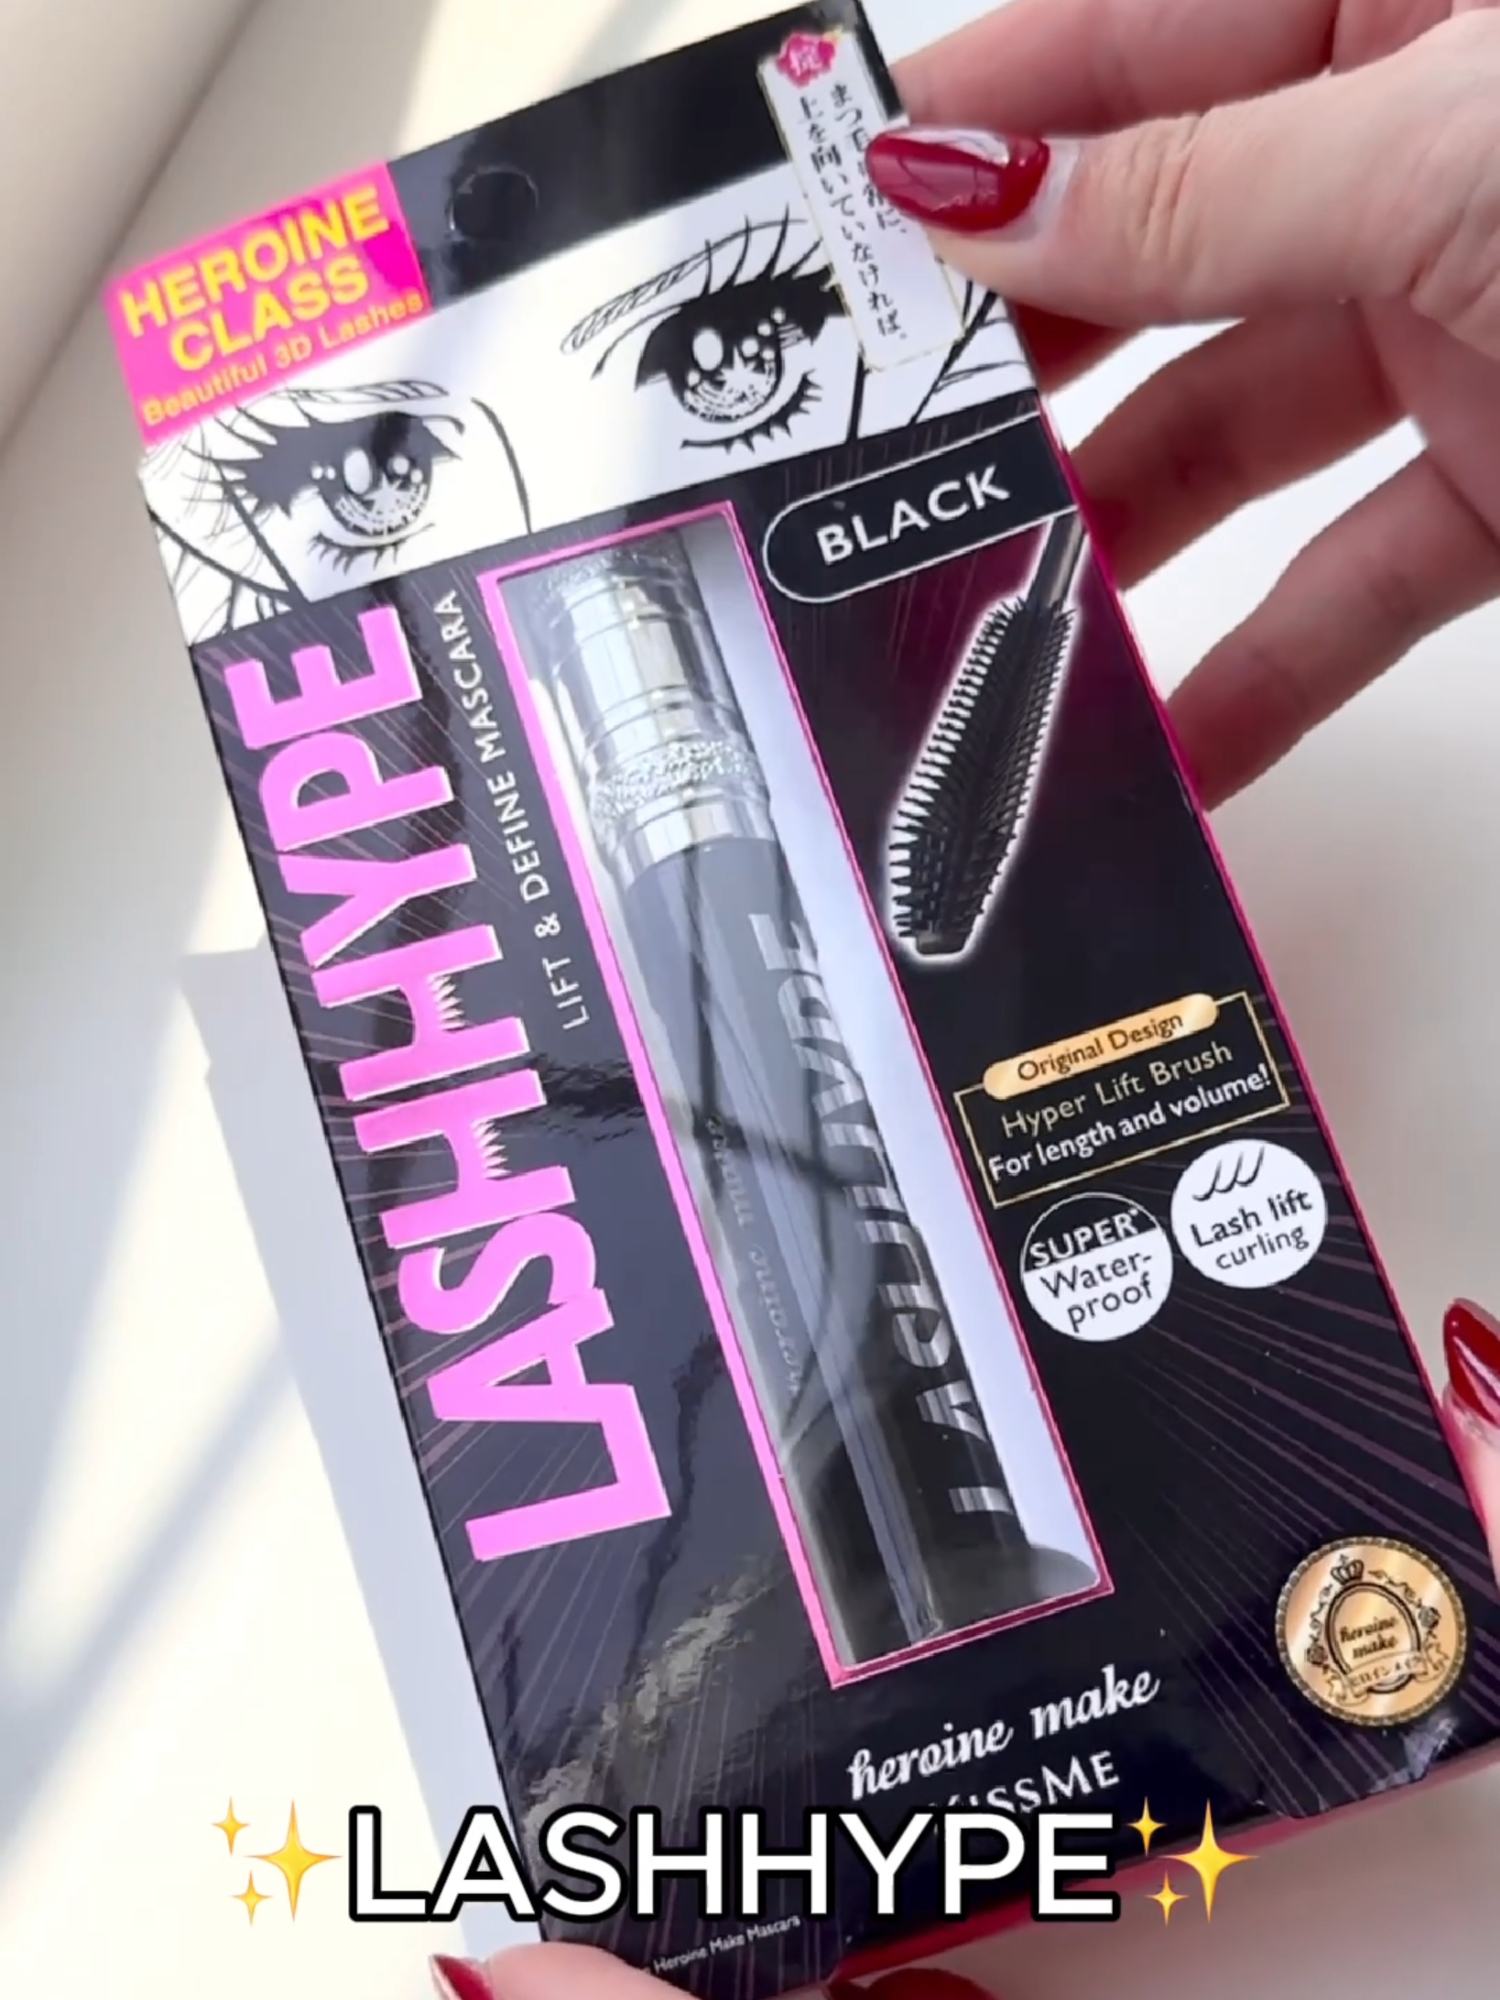 掟
まつ毛は常に、
上を向いていなければ。
HEROINE
CLASS
Beautiful 3D Lashes
BLACK
LASHHYPE
LIFT & DEFINE MASCARA
LASHHYPE
heroine make
Original Design
Hyper Lift Brush
For length and volume!
SUPER*
Water-
proof
Lash lift
curling
heroine
make
heroine make
KISSME
✨LASHHYPE✨
Heroine Make Mascara